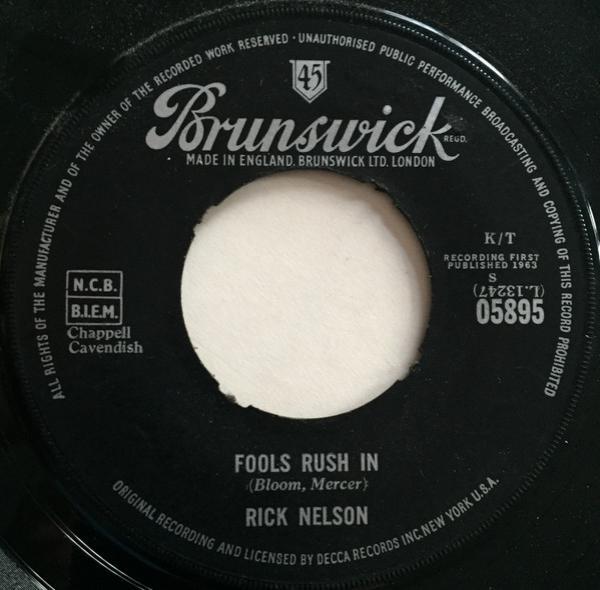 ALL RIGHTS OF THE MANUFACTURER AND OF THE OWNER OF THE RECORDED WORK RESERVED · UNAUTHORISED PUBLIC PERFORMANCE BROADCASTING AND COPYING OF THIS RECORD PROHIBITED
45
Brunswick REGD.
MADE IN ENGLAND. BRUNSWICK LTD. LONDON
K/T
RECORDING FIRST
PUBLISHED 1963
S
(L.13247)
05895
N.C.B.
B.I.E.M.
Chappell
Cavendish
FOOLS RUSH IN
(Bloom, Mercer)
RICK NELSON
ORIGINAL RECORDING AND LICENSED BY DECCA RECORDS INC. NEW YORK U.S.A.